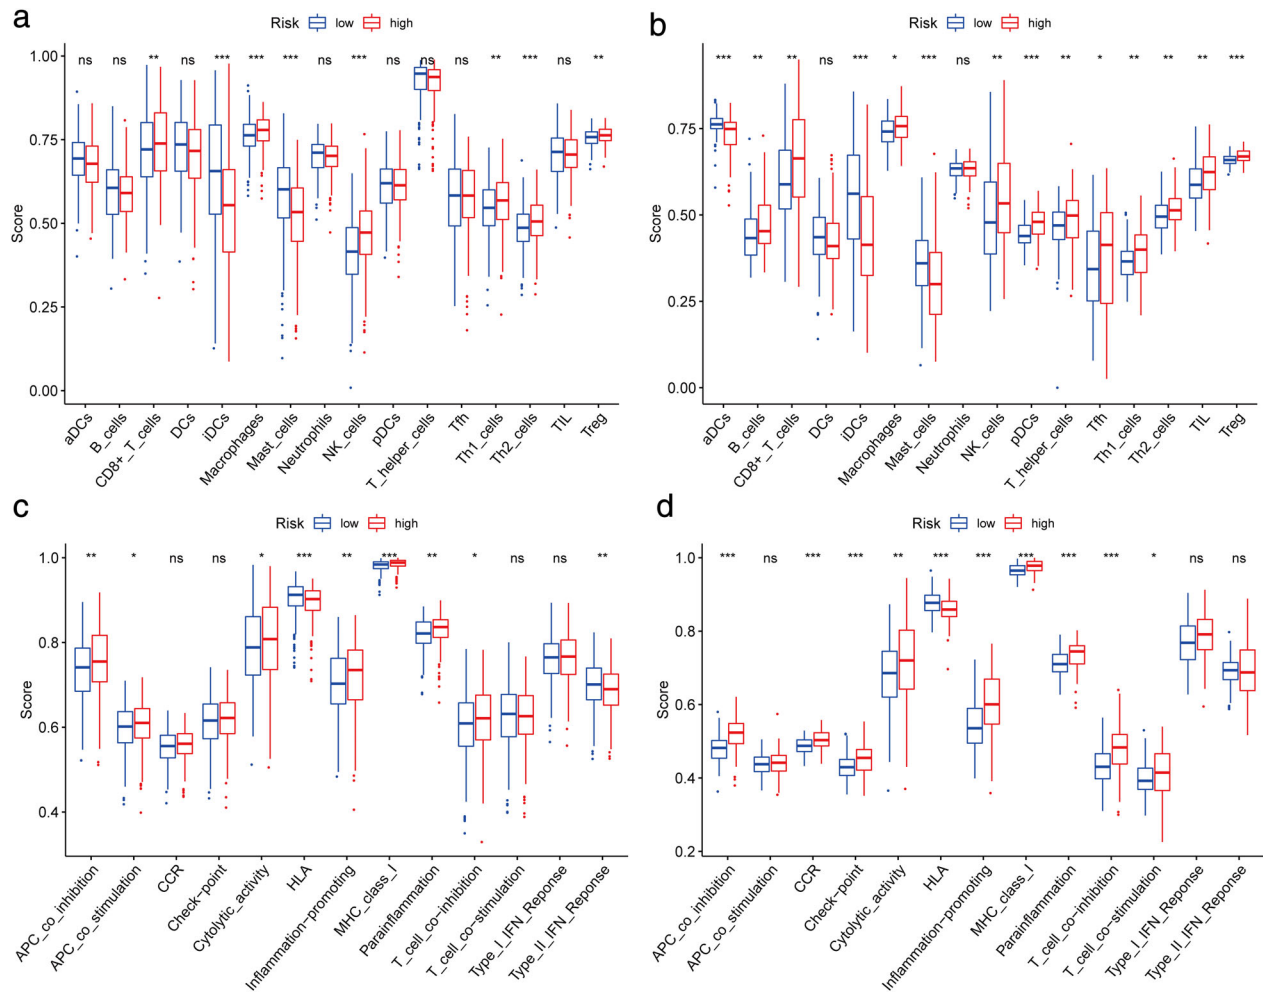 a
Risk low high
1.00
0.75
0.50
0.25
0.00
Score
ns ns ** ns *** *** *** ns *** ns ns ns ** *** ns **
aDCs
B_cells
CD8+_T_cells
DCs
iDCs
Macrophages
Mast_cells
Neutrophils
NK_cells
pDCs
T_helper_cells
Tfh
Th1_cells
Th2_cells
TIL
Treg
b
Risk low high
0.75
0.50
0.25
0.00
Score
*** ** ** ns *** * *** ns ** *** ** * ** ** ** ***
aDCs
B_cells
CD8+_T_cells
DCs
iDCs
Macrophages
Mast_cells
Neutrophils
NK_cells
pDCs
T_helper_cells
Tfh
Th1_cells
Th2_cells
TIL
Treg
c
Risk low high
1.0
0.8
0.6
0.4
Score
** * ns ns * *** ** *** ** * ns ns **
APC_co_inhibition
APC_co_stimulation
CCR
Check-point
Cytolytic_activity
HLA
Inflammation-promoting
MHC_class_I
Parainflammation
T_cell_co-inhibition
T_cell_co-stimulation
Type_I_IFN_Reponse
Type_II_IFN_Reponse
d
Risk low high
1.0
0.8
0.6
0.4
0.2
Score
*** ns *** *** ** *** *** *** *** *** * ns ns
APC_co_inhibition
APC_co_stimulation
CCR
Check-point
Cytolytic_activity
HLA
Inflammation-promoting
MHC_class_I
Parainflammation
T_cell_co-inhibition
T_cell_co-stimulation
Type_I_IFN_Reponse
Type_II_IFN_Reponse